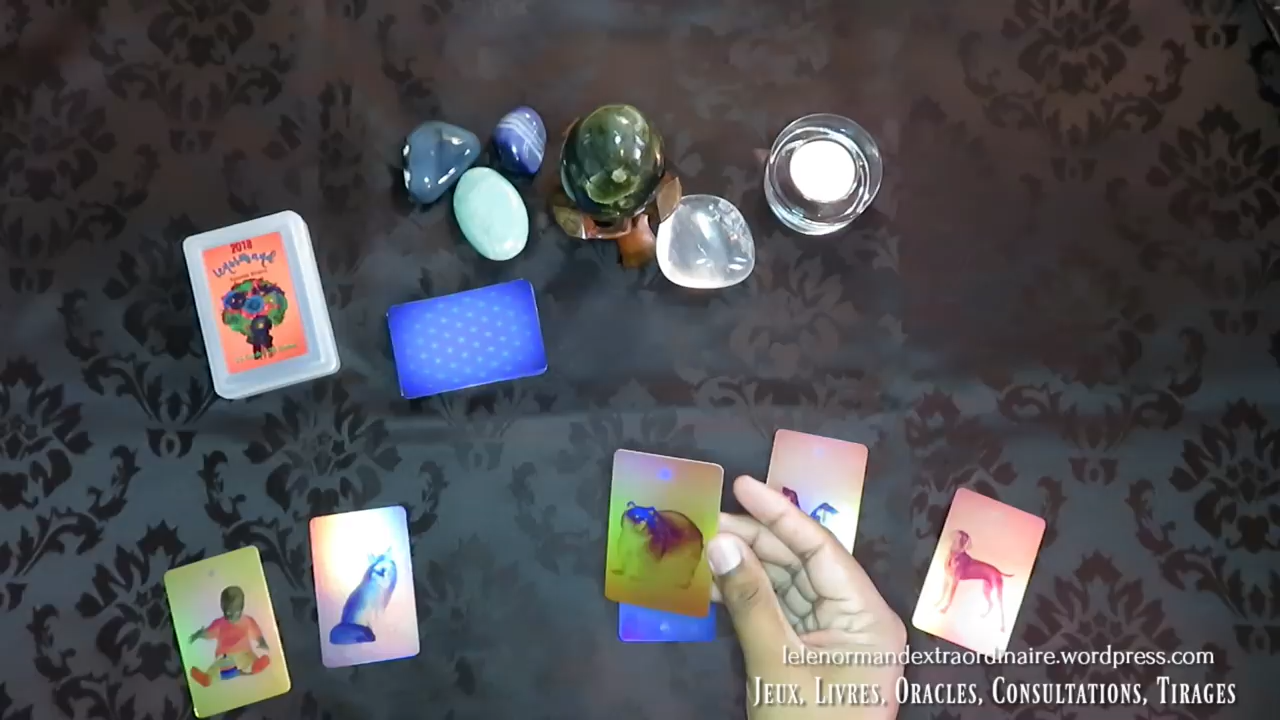 2018
lelenormandextraordinaire.wordpress.com
Jeux, Livres, Oracles, Consultations, Tirages